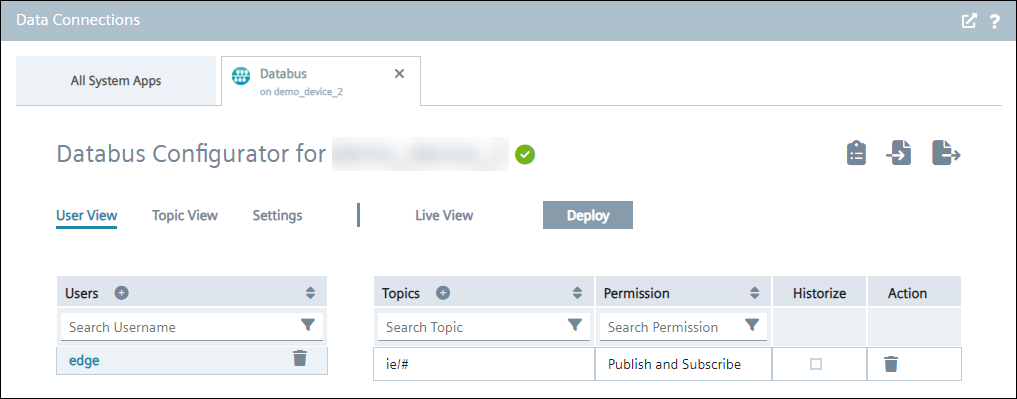 Data Connections
?
All System Apps
Databus
on demo_device_2
Databus Configurator for
User View Topic View Settings Live View Deploy
Users Topics Permission Historize Action
Search Username Search Topic Search Permission
edge ie/# Publish and Subscribe